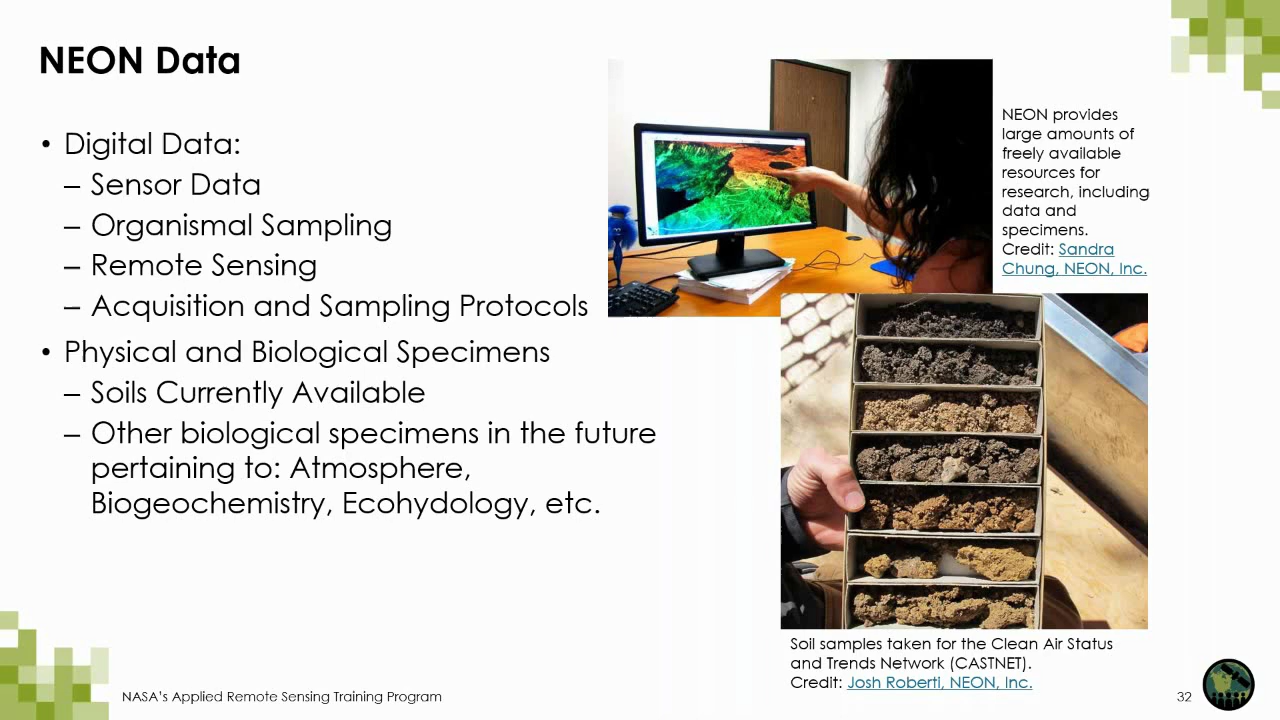 NEON Data
• Digital Data:
– Sensor Data
– Organismal Sampling
– Remote Sensing
– Acquisition and Sampling Protocols
• Physical and Biological Specimens
– Soils Currently Available
– Other biological specimens in the future
pertaining to: Atmosphere,
Biogeochemistry, Ecohydology, etc.
NEON provides
large amounts of
freely available
resources for
research, including
data and
specimens.
Credit: Sandra
Chung, NEON, Inc.
Soil samples taken for the Clean Air Status
and Trends Network (CASTNET).
Credit: Josh Roberti, NEON, Inc.
NASA's Applied Remote Sensing Training Program
32